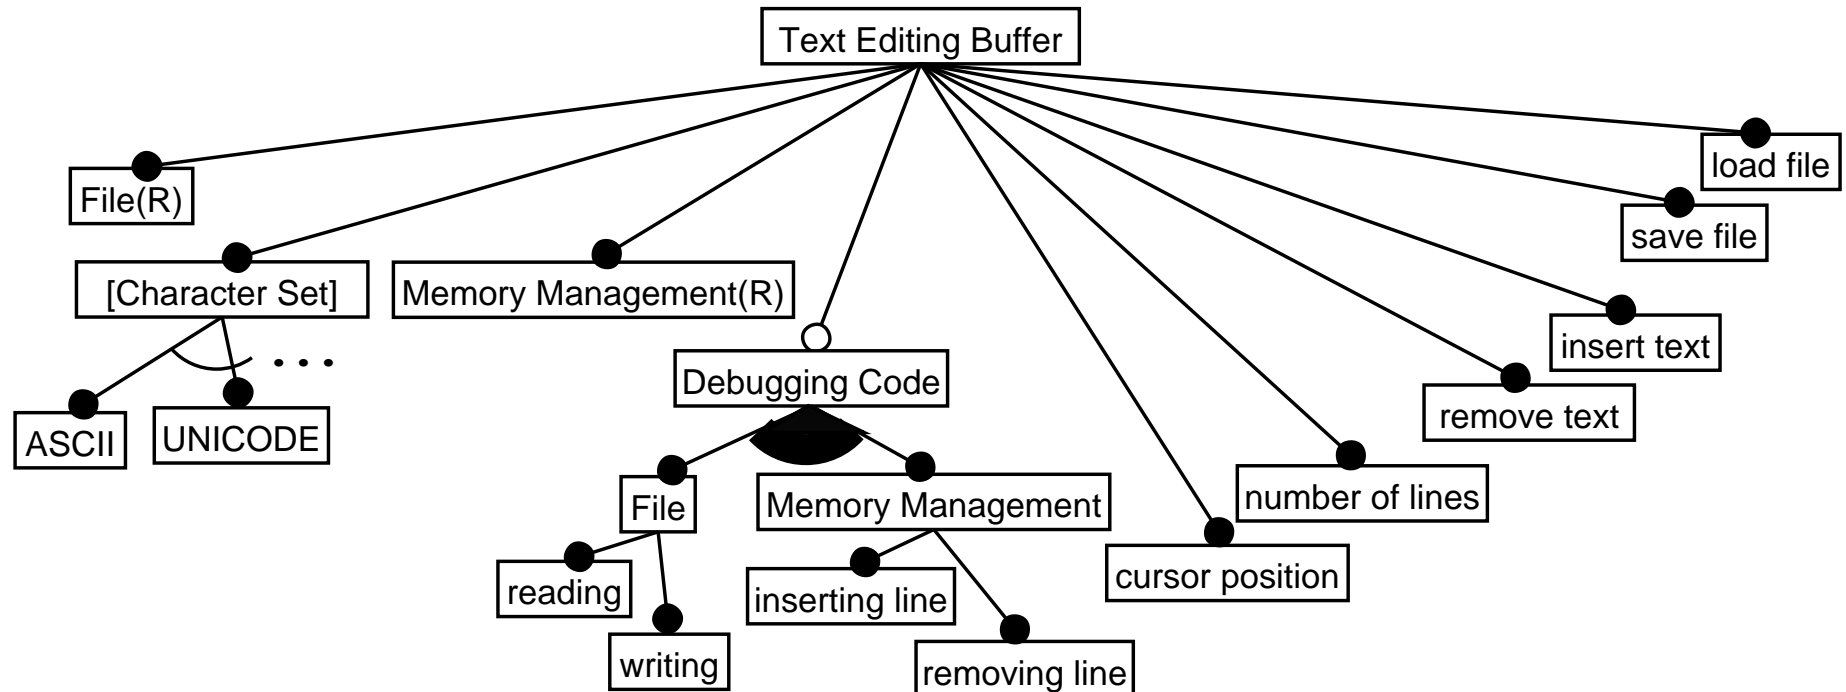 Text Editing Buffer
File(R)
[Character Set]
Memory Management(R)
ASCII
UNICODE
. . .
Debugging Code
File
Memory Management
reading
writing
inserting line
removing line
cursor position
number of lines
remove text
insert text
save file
load file